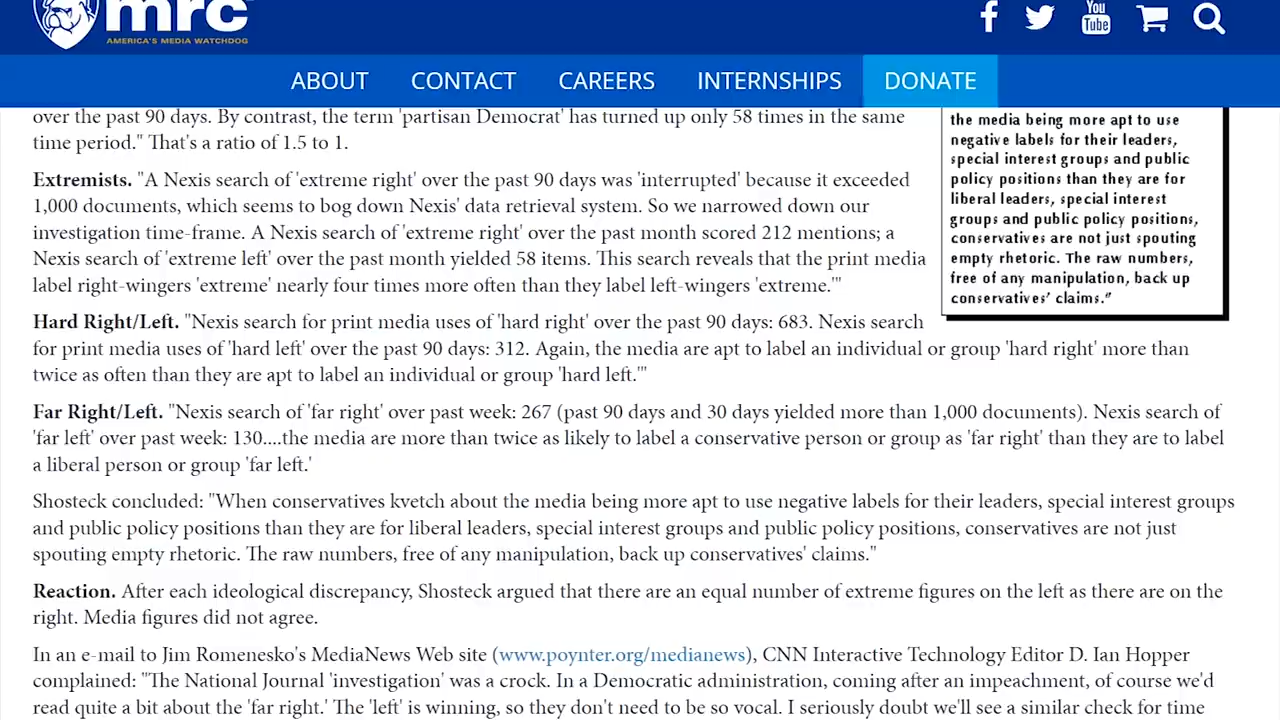 mrc
AMERICA'S MEDIA WATCHDOG
You
Tube
ABOUT
CONTACT
CAREERS
INTERNSHIPS
DONATE
over the past 90 days. By contrast, the term 'partisan Democrat' has turned up only 58 times in the same
time period." That's a ratio of 1.5 to 1.
Extremists. "A Nexis search of 'extreme right' over the past 90 days was 'interrupted' because it exceeded
1,000 documents, which seems to bog down Nexis' data retrieval system. So we narrowed down our
investigation time-frame. A Nexis search of 'extreme right' over the past month scored 212 mentions; a
Nexis search of 'extreme left' over the past month yielded 58 items. This search reveals that the print media
label right-wingers 'extreme' nearly four times more often than they label left-wingers 'extreme.'"
the media being more apt to use
negative labels for their leaders,
special interest groups and public
policy positions than they are for
liberal leaders, special interest
groups and public policy positions,
conservatives are not just spouting
empty rhetoric. The raw numbers,
free of any manipulation, back up
conservatives' claims."
Hard Right/Left. "Nexis search for print media uses of 'hard right' over the past 90 days: 683. Nexis search
for print media uses of 'hard left' over the past 90 days: 312. Again, the media are apt to label an individual or group 'hard right' more than
twice as often than they are apt to label an individual or group 'hard left.'"
Far Right/Left. "Nexis search of 'far right' over past week: 267 (past 90 days and 30 days yielded more than 1,000 documents). Nexis search of
'far left' over past week: 130....the media are more than twice as likely to label a conservative person or group as 'far right' than they are to label
a liberal person or group 'far left.'
Shosteck concluded: "When conservatives kvetch about the media being more apt to use negative labels for their leaders, special interest groups
and public policy positions than they are for liberal leaders, special interest groups and public policy positions, conservatives are not just
spouting empty rhetoric. The raw numbers, free of any manipulation, back up conservatives' claims."
Reaction. After each ideological discrepancy, Shosteck argued that there are an equal number of extreme figures on the left as there are on the
right. Media figures did not agree.
In an e-mail to Jim Romenesko's MediaNews Web site (www.poynter.org/medianews), CNN Interactive Technology Editor D. Ian Hopper
complained: "The National Journal 'investigation' was a crock. In a Democratic administration, coming after an impeachment, of course we'd
read quite a bit about the 'far right.' The 'left' is winning, so they don't need to be so vocal. I seriously doubt we'll see a similar check for time